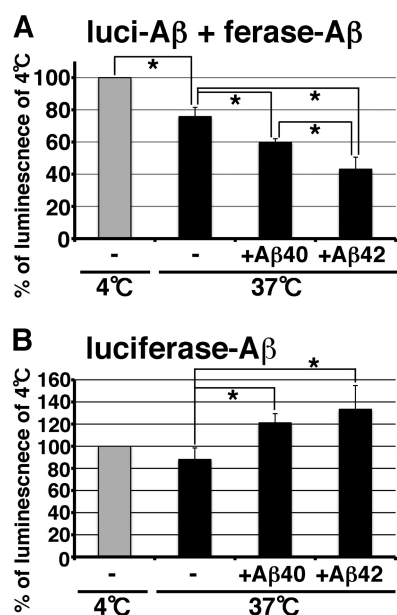 A
luci-Aβ + ferase-Aβ
% of luminescnece of 4℃
100
80
60
40
20
0
*
*
*
*
- - +Aβ40 +Aβ42
4℃ 37℃
B
luciferase-Aβ
% of luminescnece of 4℃
160
140
120
100
80
60
40
20
0
*
*
- - +Aβ40 +Aβ42
4℃ 37℃